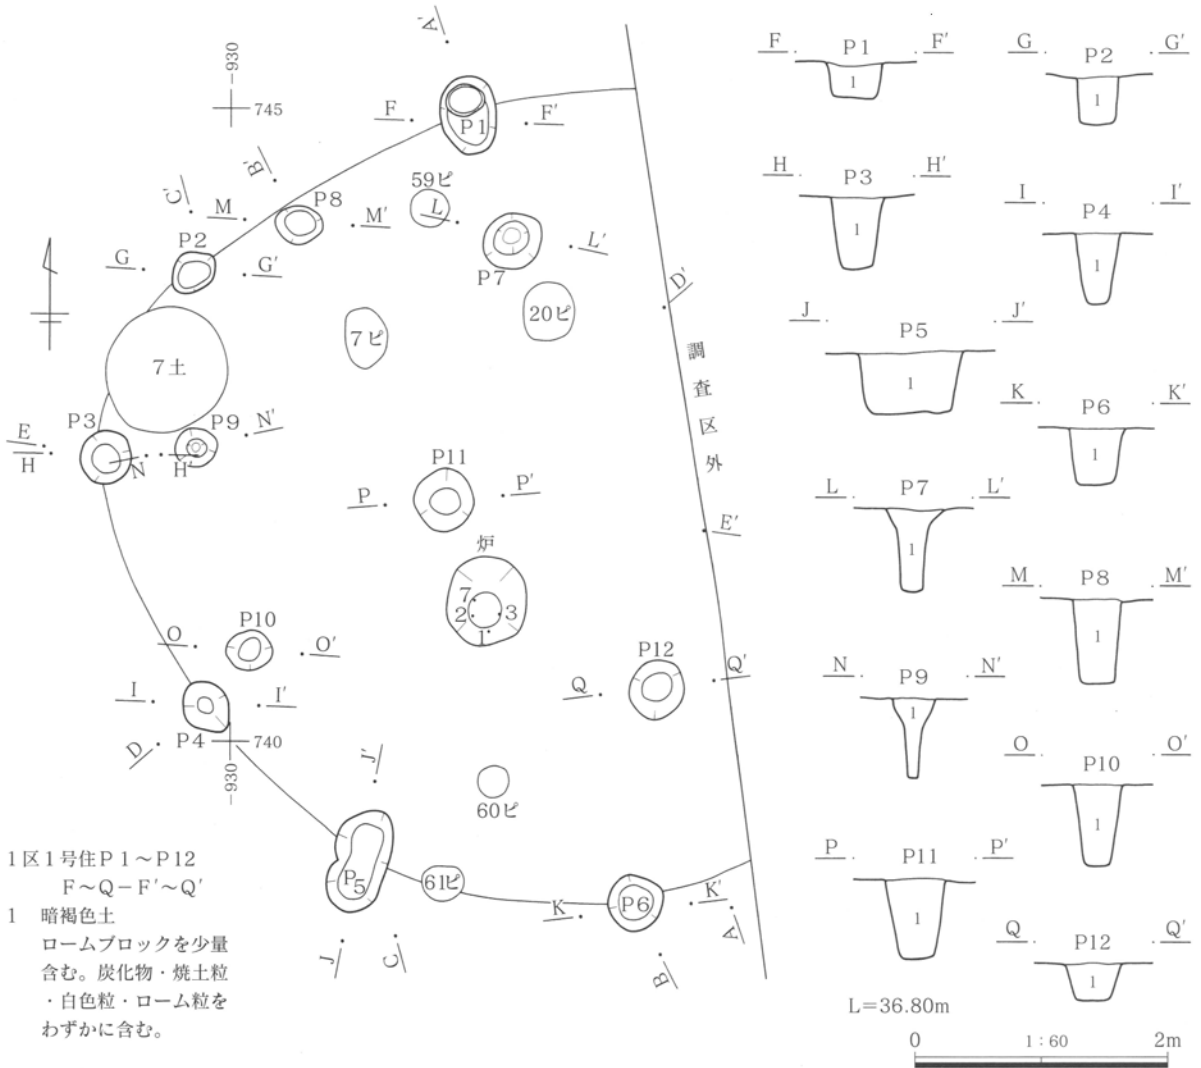 A′
-930
745
F
P1
F′
B′
59ピ
C′
M
P8
M′
L
P2
L′
G
G′
P7
D′
20ピ
7ピ
7土
調査区外
P3
P9
N′
E
H
N
H′
P11
P
P′
E′
炉
7
2
3
1
P10
O
O′
P12
Q
Q′
I
I′
P4
D
740
-930
J′
60ピ
P5
61ピ
P6
K
K′
A
J
C
B
1区1号住P1～P12
F～Q－F′～Q′
1 暗褐色土
ロームブロックを少量
含む。炭化物・焼土粒
・白色粒・ローム粒を
わずかに含む。
F P1 F′
1
G P2 G′
1
H P3 H′
1
I P4 I′
1
J P5 J′
1
K P6 K′
1
L P7 L′
1
M P8 M′
1
N P9 N′
1
O P10 O′
1
P P11 P′
1
Q P12 Q′
1
L=36.80m
0 1:60 2m